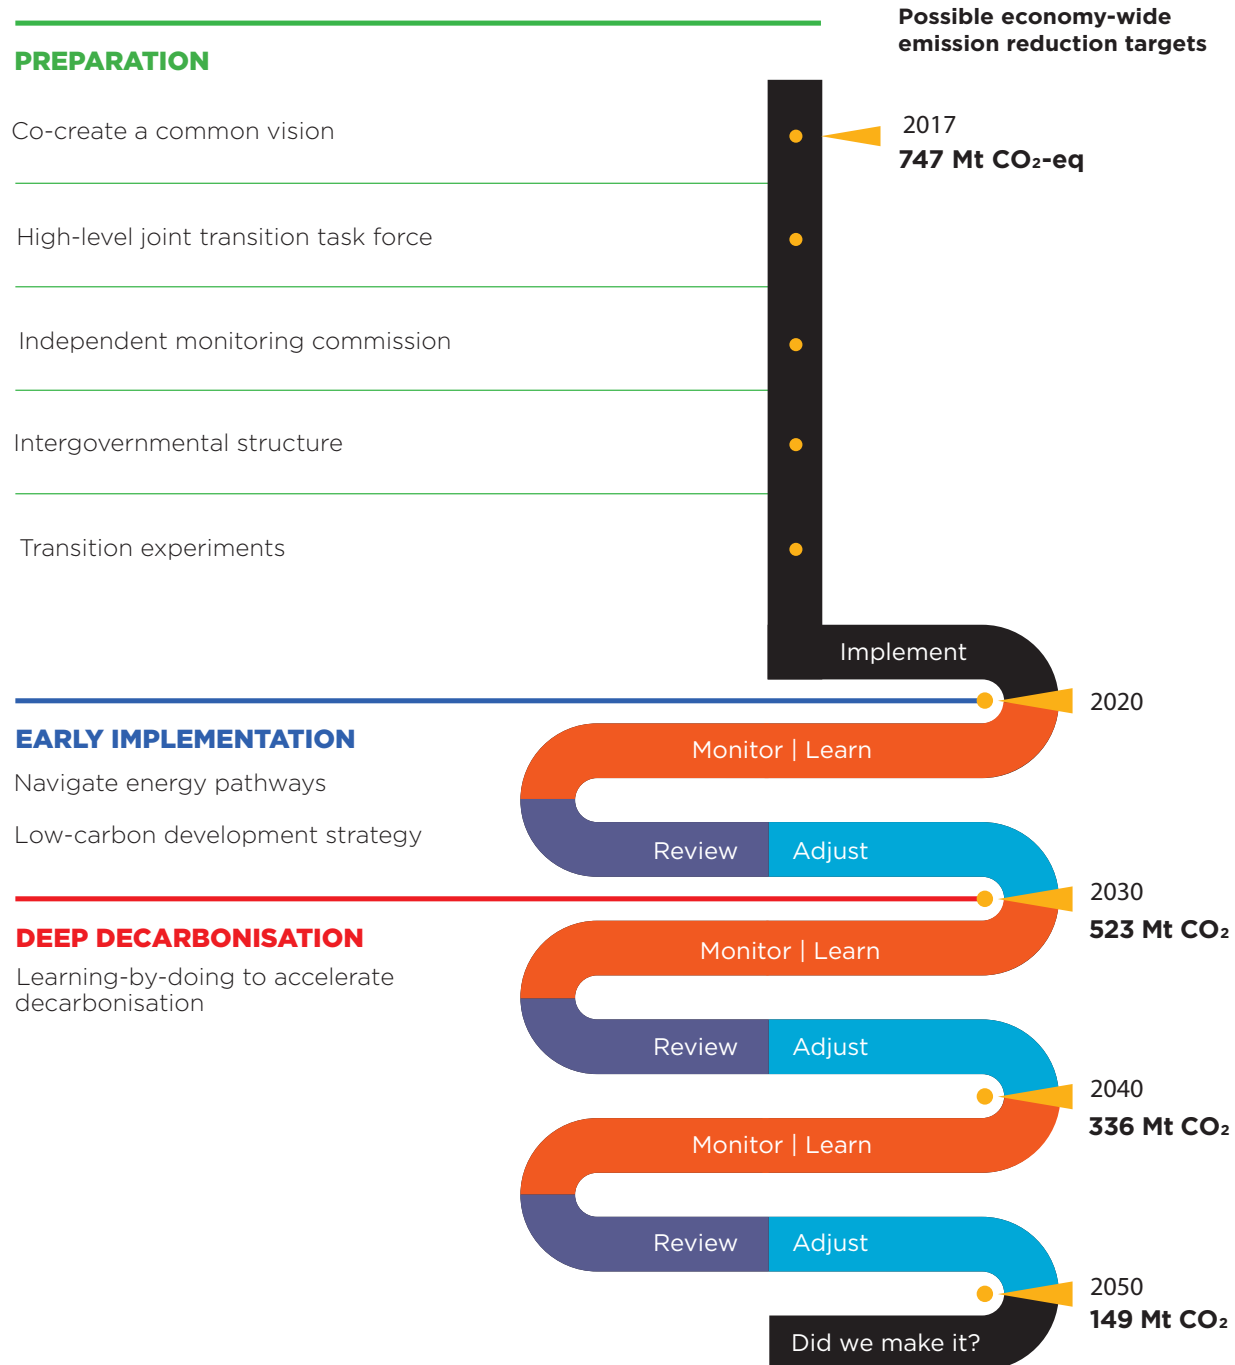 Possible economy-wide
emission reduction targets
PREPARATION
Co-create a common vision
2017
747 Mt CO₂-eq
High-level joint transition task force
Independent monitoring commission
Intergovernmental structure
Transition experiments
Implement
2020
EARLY IMPLEMENTATION
Monitor | Learn
Navigate energy pathways
Low-carbon development strategy
Review
Adjust
2030
523 Mt CO₂
DEEP DECARBONISATION
Monitor | Learn
Learning-by-doing to accelerate
decarbonisation
Review
Adjust
2040
336 Mt CO₂
Monitor | Learn
Review
Adjust
2050
149 Mt CO₂
Did we make it?